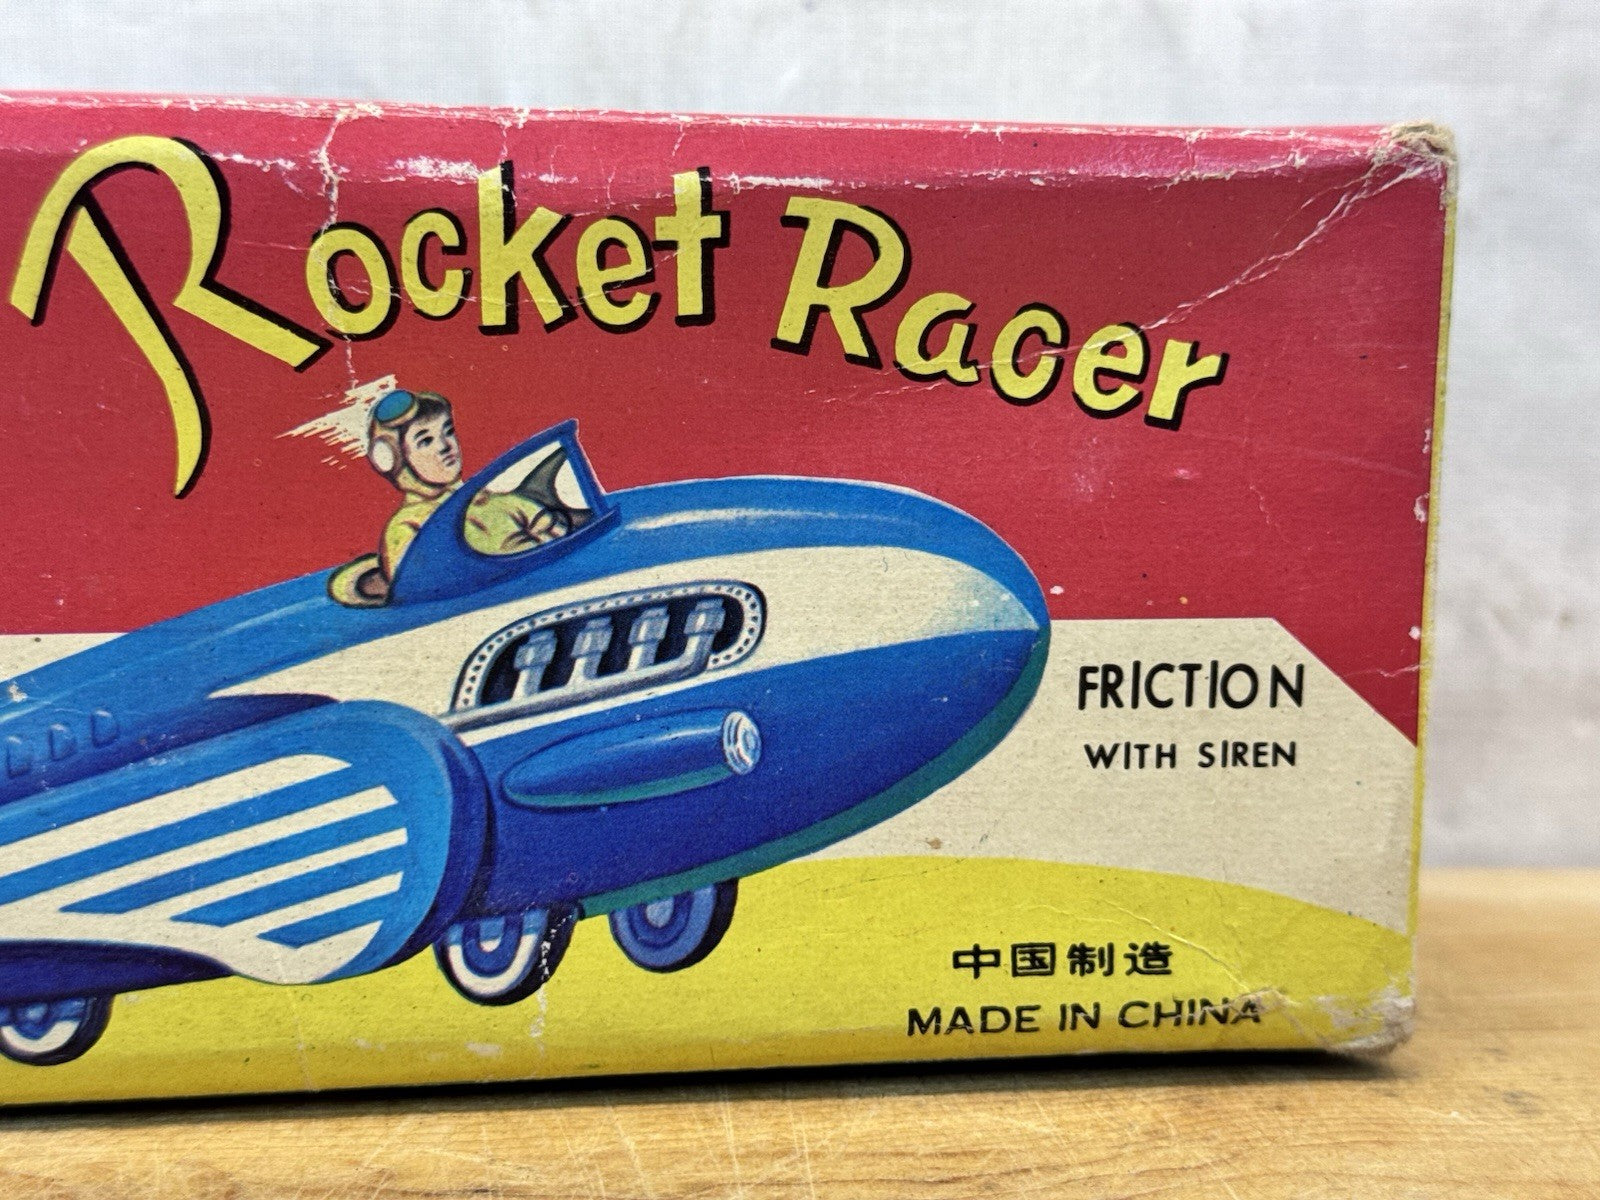 Rocket Racer
FRICTION
WITH SIREN
中国制造
MADE IN CHINA